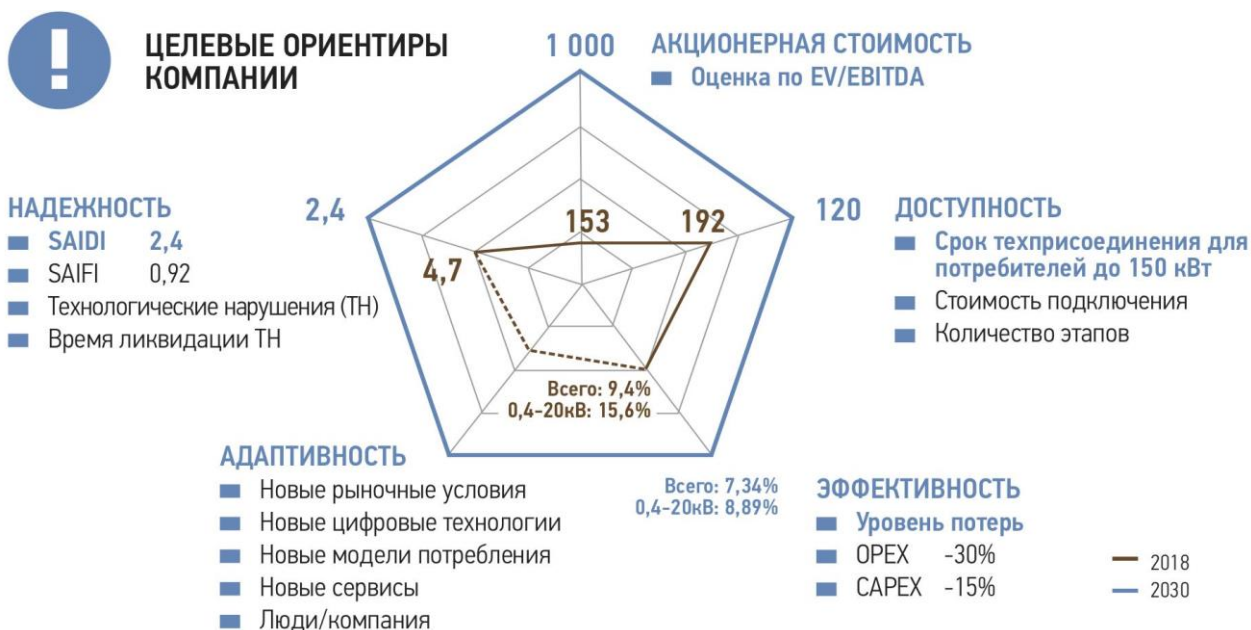 ЦЕЛЕВЫЕ ОРИЕНТИРЫ
КОМПАНИИ
1 000
АКЦИОНЕРНАЯ СТОИМОСТЬ
Оценка по EV/EBITDA
НАДЕЖНОСТЬ
SAIDI 2,4
SAIFI 0,92
Технологические нарушения (ТН)
Время ликвидации ТН
2,4
4,7
153
192
120
ДОСТУПНОСТЬ
Срок техприсоединения для
потребителей до 150 кВт
Стоимость подключения
Количество этапов
Всего: 9,4%
0,4-20кВ: 15,6%
АДАПТИВНОСТЬ
Новые рыночные условия
Новые цифровые технологии
Новые модели потребления
Новые сервисы
Люди/компания
Всего: 7,34%
0,4-20кВ: 8,89%
ЭФФЕКТИВНОСТЬ
Уровень потерь
OPEX -30%
CAPEX -15%
2018
2030